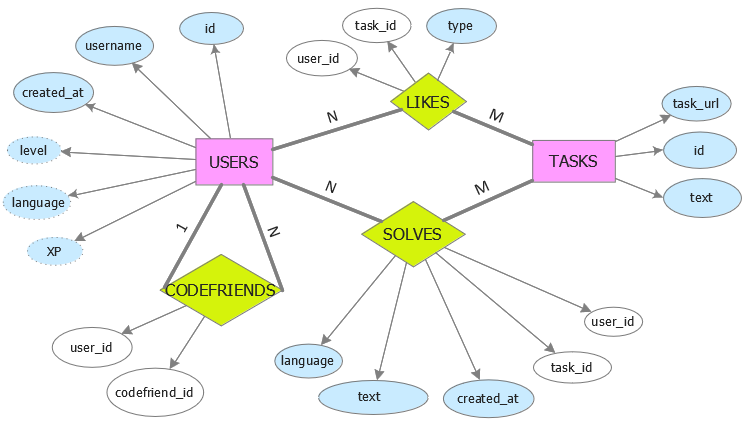 id
task_id
type
username
user_id
created_at
LIKES
task_url
N
M
level
id
USERS
TASKS
language
N
M
text
1
N
SOLVES
XP
CODEFRIENDS
user_id
user_id
language
task_id
codefriend_id
text
created_at